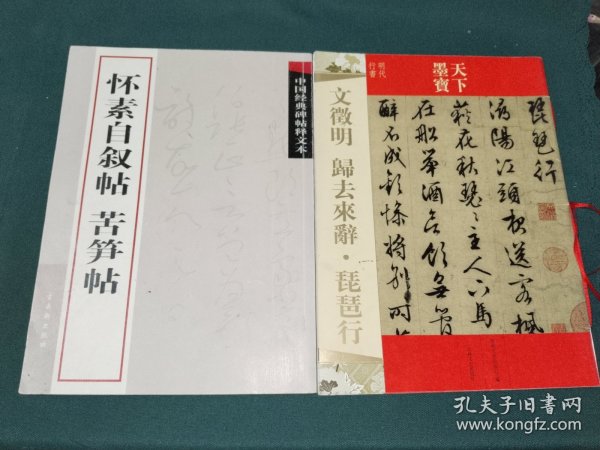 怀素自叙帖 苦笋帖
中国经典碑帖释文本
天下
墨寶
明代
行書
文徵明 歸去來辭·琵琶行
琵琶行
潯陽江頭夜送客楓
荻花秋瑟瑟主人下馬
在船舉酒欲飲無管
醉不成歡慘將別時
孔夫子旧书网
www.kongfz.com